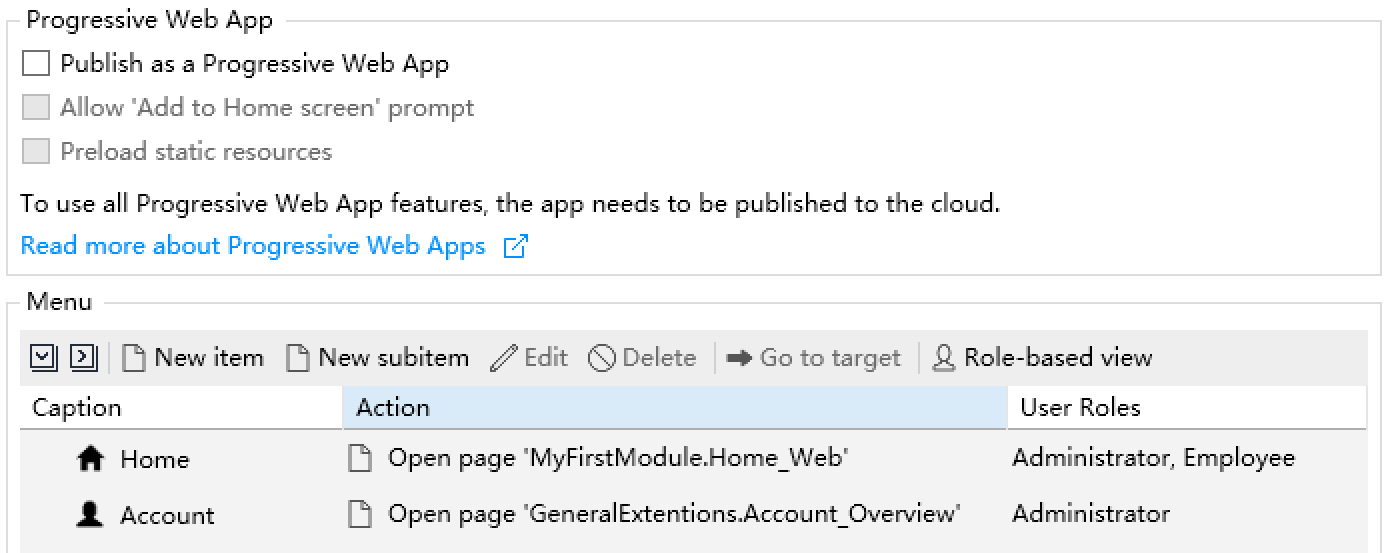 Progressive Web App
Publish as a Progressive Web App
Allow 'Add to Home screen' prompt
Preload static resources
To use all Progressive Web App features, the app needs to be published to the cloud.
Read more about Progressive Web Apps
Menu
New item New subitem Edit Delete Go to target Role-based view
Caption Action User Roles
Home Open page 'MyFirstModule.Home_Web' Administrator, Employee
Account Open page 'GeneralExtentions.Account_Overview' Administrator